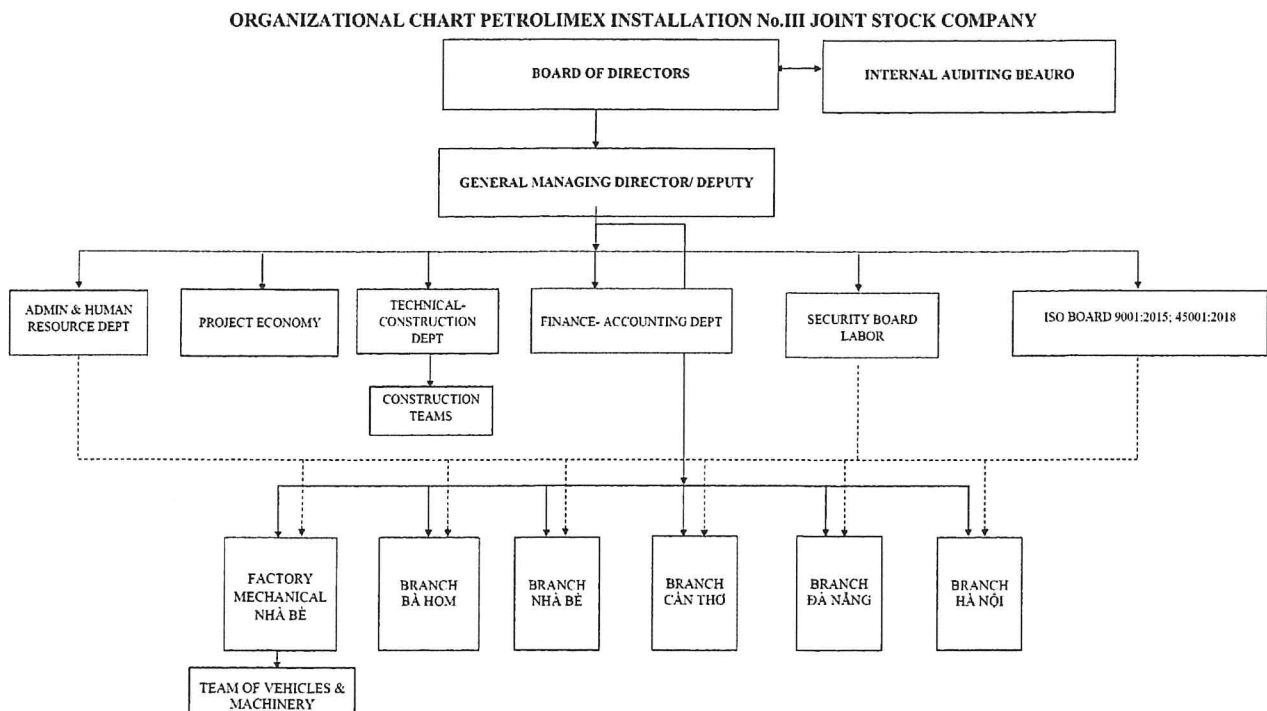 ORGANIZATIONAL CHART PETROLIMEX INSTALLATION No.III JOINT STOCK COMPANY
BOARD OF DIRECTORS
INTERNAL AUDITING BEAURO
GENERAL MANAGING DIRECTOR/ DEPUTY
ADMIN & HUMAN
RESOURCE DEPT
PROJECT ECONOMY
TECHNICAL-
CONSTRUCTION
DEPT
FINANCE- ACCOUNTING DEPT
SECURITY BOARD
LABOR
ISO BOARD 9001:2015; 45001:2018
CONSTRUCTION
TEAMS
FACTORY
MECHANICAL
NHÀ BÈ
BRANCH
BÀ HOM
BRANCH
NHÀ BÈ
BRANCH
CẦN THƠ
BRANCH
ĐÀ NẴNG
BRANCH
HÀ NỘI
TEAM OF VEHICLES &
MACHINERY